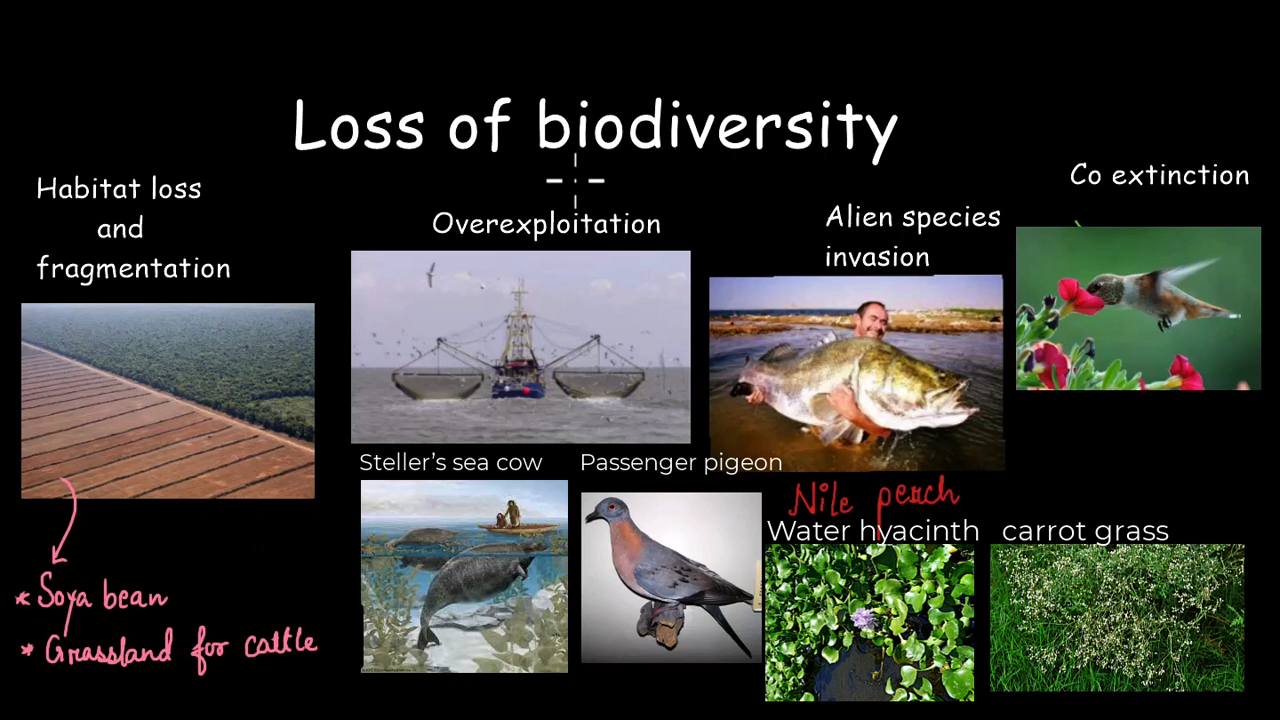 Loss of biodiversity
Habitat loss
and
fragmentation
Overexploitation
Alien species
invasion
Co extinction
Steller's sea cow
Passenger pigeon
Nile perch
Water hyacinth
carrot grass
* Soya bean
* Grassland for cattle